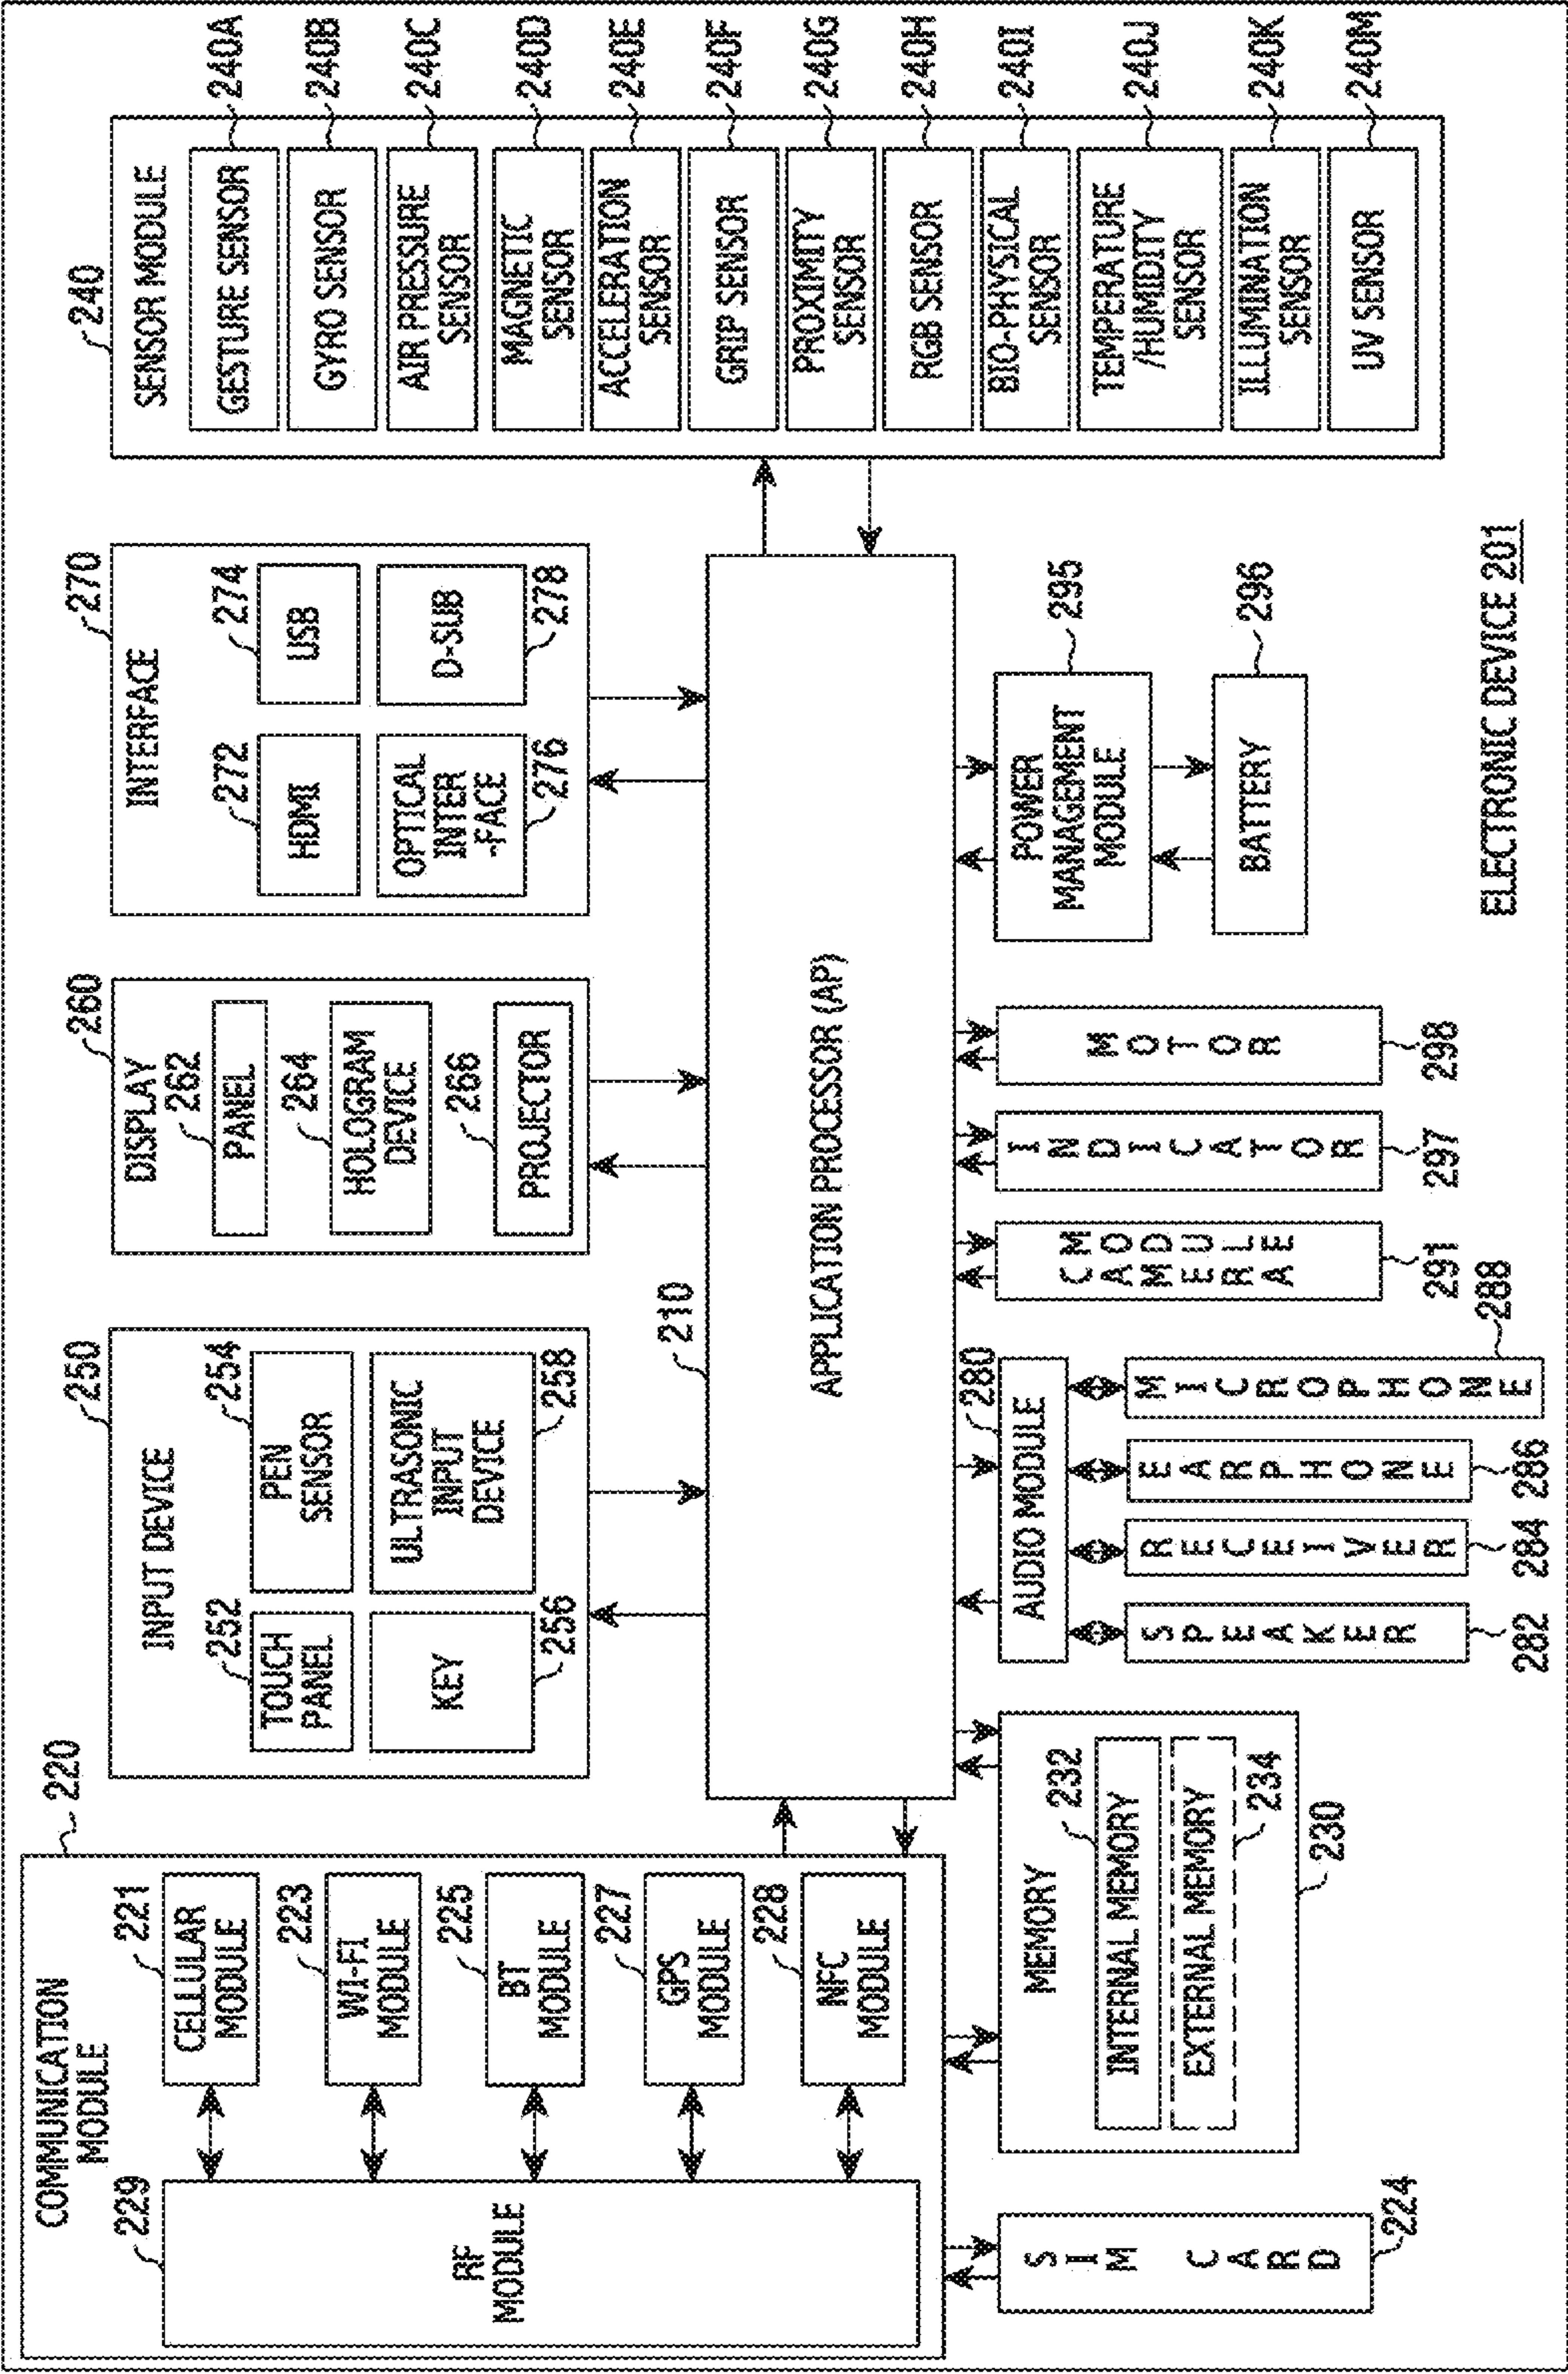 COMMUNICATION
MODULE
220
229
RF
MODULE
221
CELLULAR
MODULE
223
WI-FI
MODULE
225
BT
MODULE
227
GPS
MODULE
228
NFC
MODULE
250
INPUT DEVICE
252
TOUCH
PANEL
254
PEN
SENSOR
KEY
256
ULTRASONIC
INPUT
DEVICE
258
260
DISPLAY
262
PANEL
264
HOLOGRAM
DEVICE
266
PROJECTOR
270
INTERFACE
272
HDMI
274
USB
OPTICAL
INTER
-FACE
276
D-SUB
278
240
SENSOR MODULE
GESTURE SENSOR
240A
GYRO SENSOR
240B
AIR PRESSURE
SENSOR
240C
MAGNETIC
SENSOR
240D
ACCELERATION
SENSOR
240E
GRIP SENSOR
240F
PROXIMITY
SENSOR
240G
RGB SENSOR
240H
BIO-PHYSICAL
SENSOR
240I
TEMPERATURE
/HUMIDITY
SENSOR
240J
ILLUMINATION
SENSOR
240K
UV SENSOR
240M
210
APPLICATION PROCESSOR (AP)
SIM CARD
224
MEMORY
232
INTERNAL MEMORY
EXTERNAL MEMORY
234
230
AUDIO MODULE
280
SPEAKER
282
RECEIVER
284
EARPHONE
286
MICROPHONE
288
CAMERA
MODULE
291
INDICATOR
297
MOTOR
298
POWER
MANAGEMENT
MODULE
295
BATTERY
296
ELECTRONIC DEVICE 201